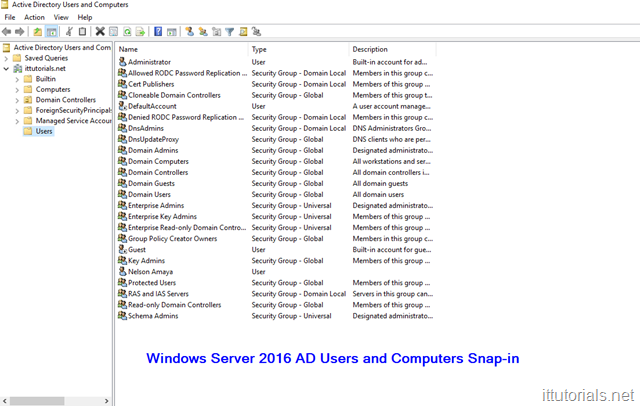 Active Directory Users and Computers
File Action View Help
Active Directory Users and Com
Saved Queries
ittutorials.net
Builtin
Computers
Domain Controllers
ForeignSecurityPrincipals
Managed Service Accour
Users
Name Type Description
Administrator User Built-in account for ad...
Allowed RODC Password Replication ... Security Group - Domain Local Members in this group c...
Cert Publishers Security Group - Domain Local Members of this group ...
Cloneable Domain Controllers Security Group - Global Members of this group t...
DefaultAccount User A user account manage...
Denied RODC Password Replication ... Security Group - Domain Local Members in this group c...
DnsAdmins Security Group - Domain Local DNS Administrators Gro...
DnsUpdateProxy Security Group - Global DNS clients who are per...
Domain Admins Security Group - Global Designated administrato...
Domain Computers Security Group - Global All workstations and ser...
Domain Controllers Security Group - Global All domain controllers i...
Domain Guests Security Group - Global All domain guests
Domain Users Security Group - Global All domain users
Enterprise Admins Security Group - Universal Designated administrato...
Enterprise Key Admins Security Group - Universal Members of this group ...
Enterprise Read-only Domain Contro... Security Group - Universal Members of this group ...
Group Policy Creator Owners Security Group - Global Members in this group c...
Guest User Built-in account for gue...
Key Admins Security Group - Global Members of this group ...
Nelson Amaya User
Protected Users Security Group - Global Members of this group ...
RAS and IAS Servers Security Group - Domain Local Servers in this group can...
Read-only Domain Controllers Security Group - Global Members of this group ...
Schema Admins Security Group - Universal Designated administrato...
Windows Server 2016 AD Users and Computers Snap-in
ittutorials.net